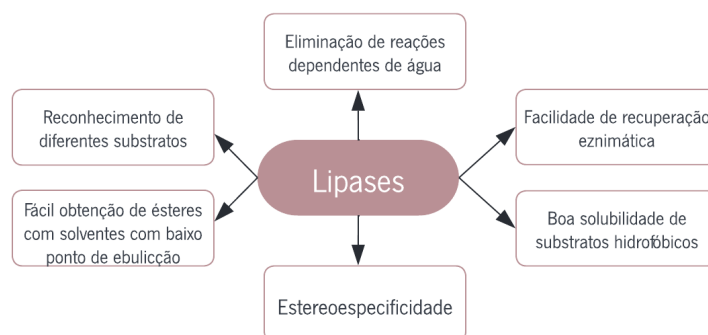 Eliminação de reações
dependentes de água
Reconhecimento de
diferentes substratos
Facilidade de recuperação
eznimática
Lipases
Fácil obtenção de ésteres
com solventes com baixo
ponto de ebulicção
Boa solubilidade de
substratos hidrofóbicos
Estereoespecificidade